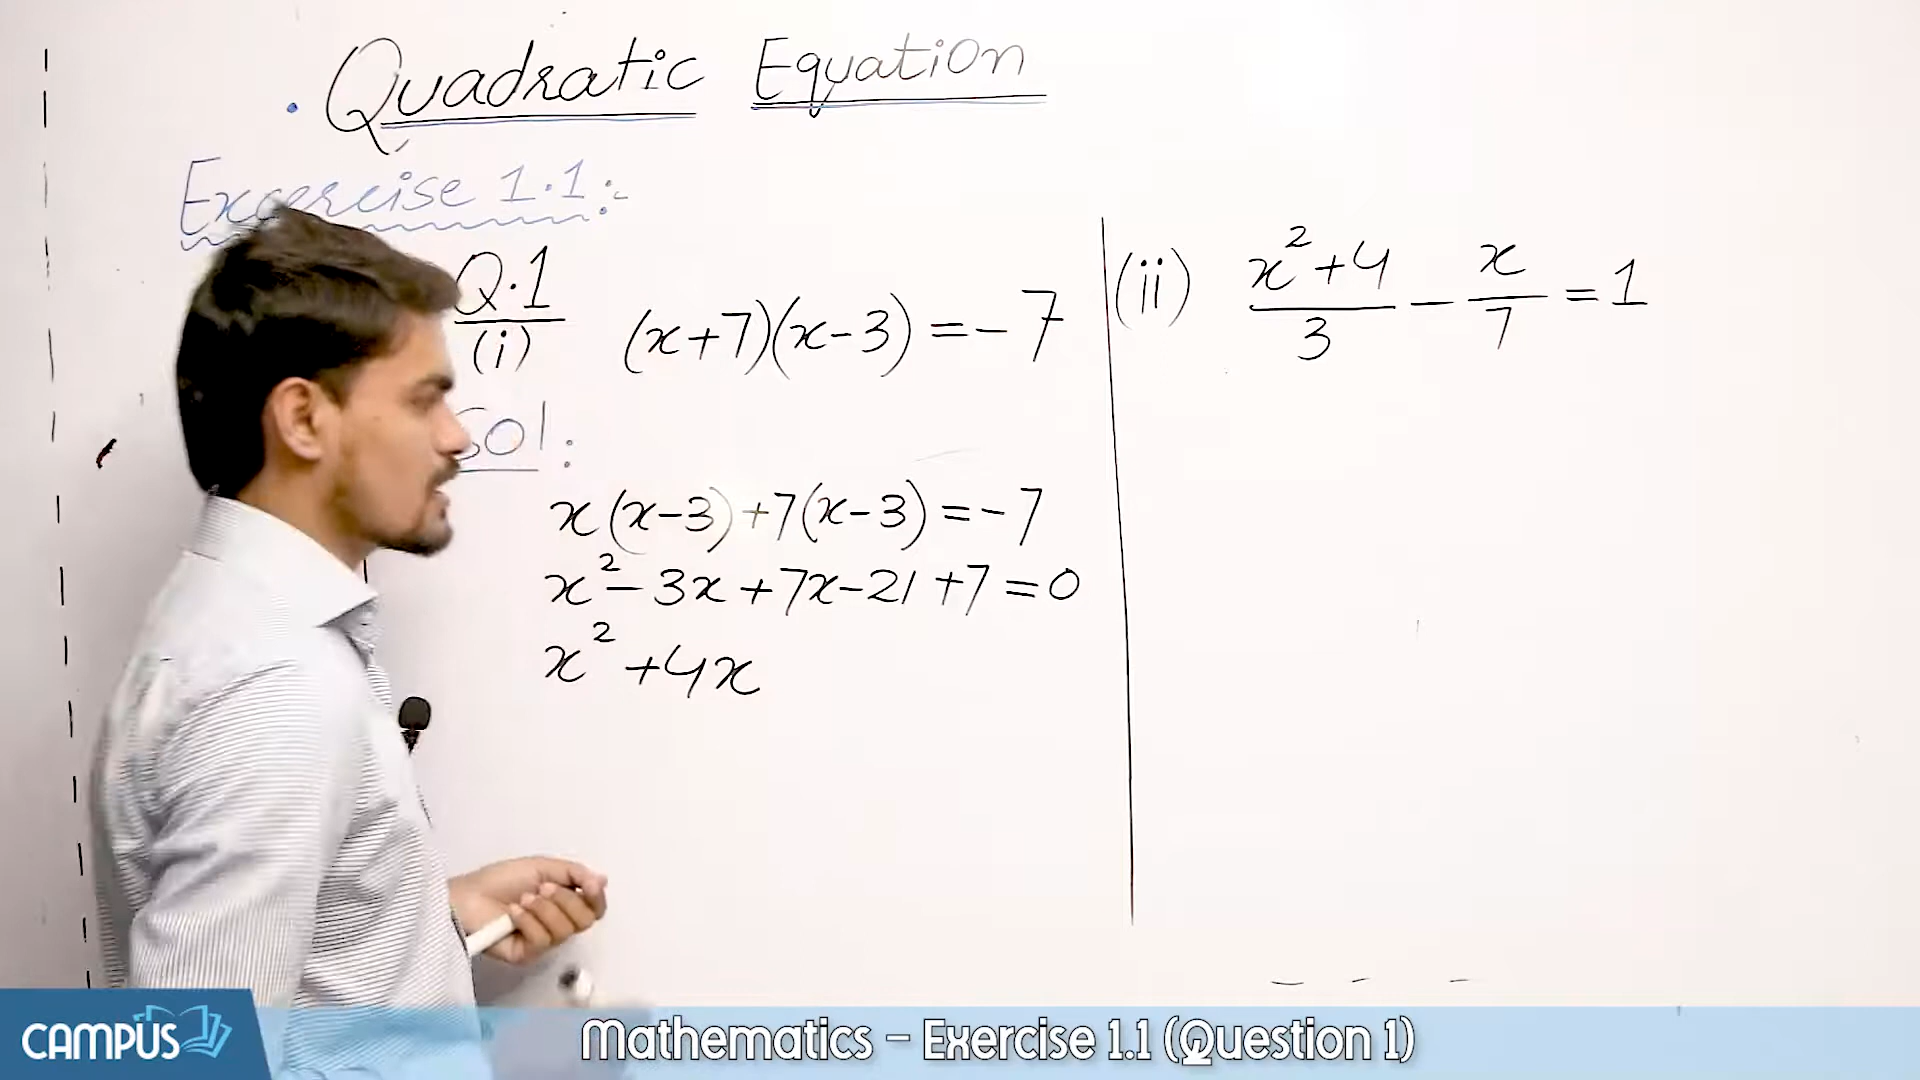 Quadratic Equation
Excercise 1.1:-
Q.1
(i) (x+7)(x-3) = -7
Sol:
x(x-3)+7(x-3) = -7
x²-3x+7x-21+7=0
x²+4x
(ii) (x²+4)/3 - x/7 = 1
CAMPUS
Mathematics – Exercise 1.1 (Question 1)